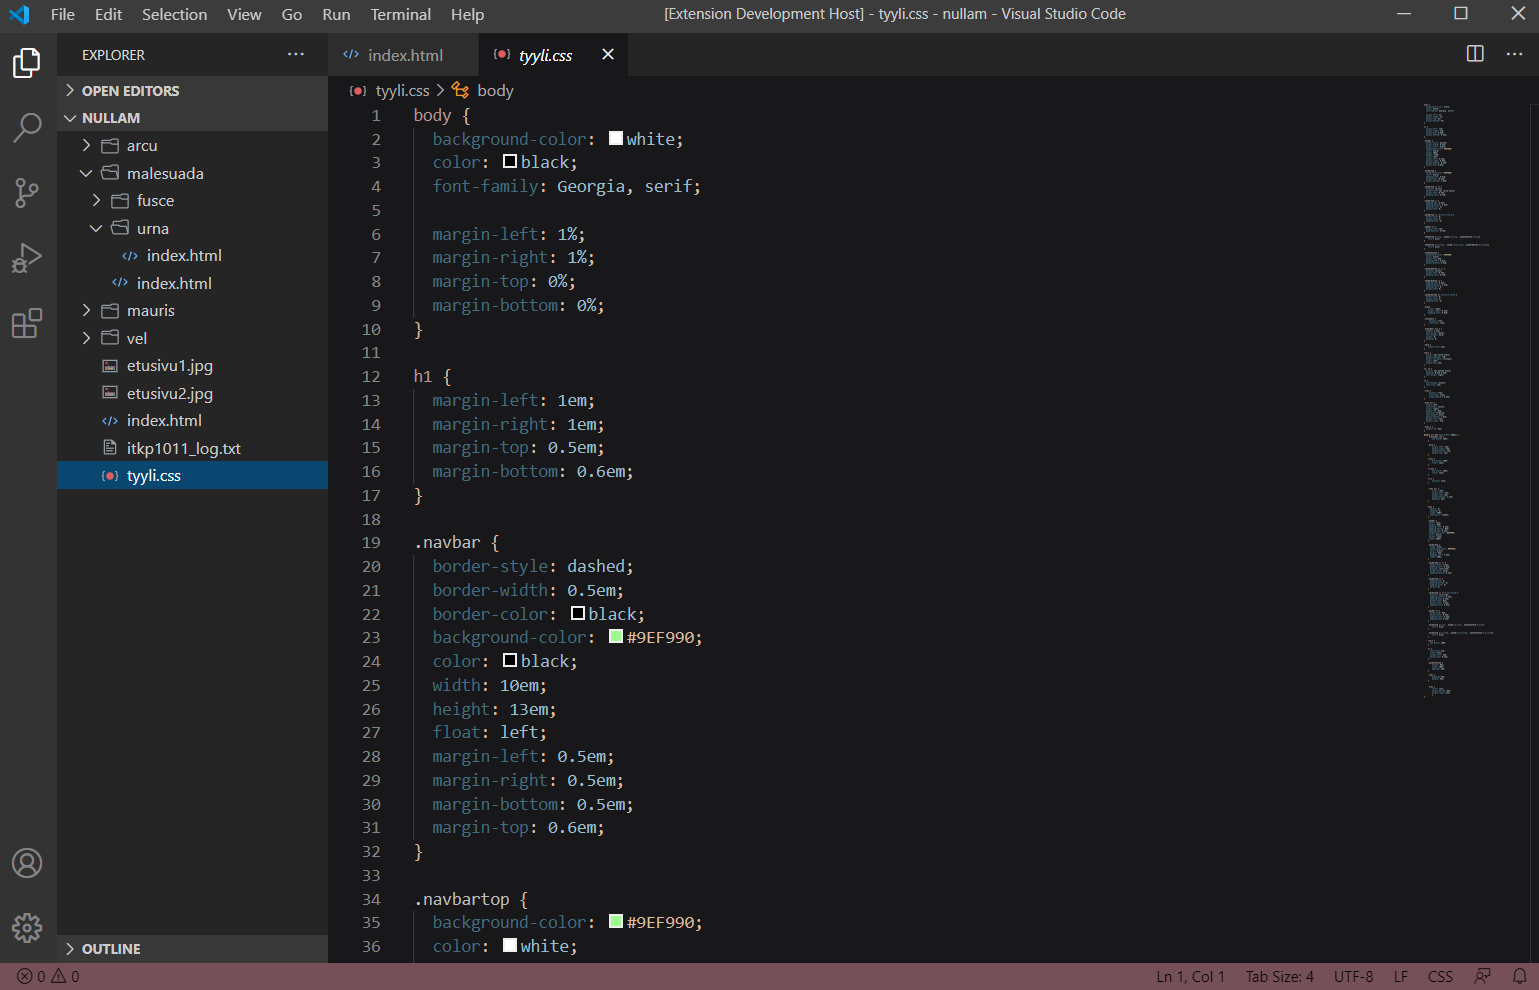 File Edit Selection View Go Run Terminal Help [Extension Development Host] - tyyli.css - nullam - Visual Studio Code
EXPLORER ···
OPEN EDITORS
NULLAM
arcu
malesuada
fusce
urna
index.html
index.html
mauris
vel
etusivu1.jpg
etusivu2.jpg
index.html
itkp1011_log.txt
tyyli.css
OUTLINE
index.html tyyli.css
tyyli.css > body
1 body {
2 background-color: white;
3 color: black;
4 font-family: Georgia, serif;
5
6 margin-left: 1%;
7 margin-right: 1%;
8 margin-top: 0%;
9 margin-bottom: 0%;
10 }
11
12 h1 {
13 margin-left: 1em;
14 margin-right: 1em;
15 margin-top: 0.5em;
16 margin-bottom: 0.6em;
17 }
18
19 .navbar {
20 border-style: dashed;
21 border-width: 0.5em;
22 border-color: black;
23 background-color: #9EF990;
24 color: black;
25 width: 10em;
26 height: 13em;
27 float: left;
28 margin-left: 0.5em;
29 margin-right: 0.5em;
30 margin-bottom: 0.5em;
31 margin-top: 0.6em;
32 }
33
34 .navbartop {
35 background-color: #9EF990;
36 color: white;
0 0 Ln 1, Col 1 Tab Size: 4 UTF-8 LF CSS